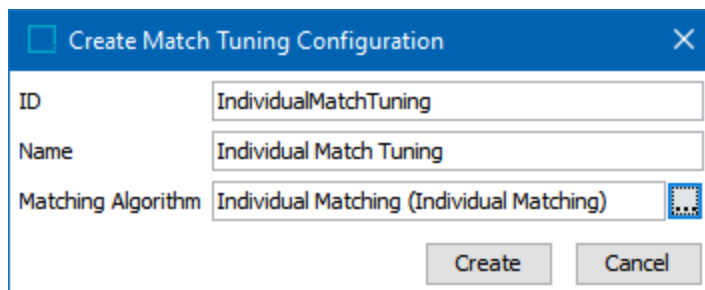 Create Match Tuning Configuration
ID IndividualMatchTuning
Name Individual Match Tuning
Matching Algorithm Individual Matching (Individual Matching) ...
Create Cancel